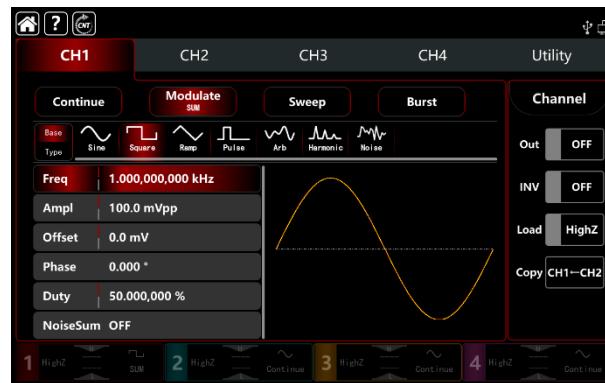 ? CNT
CH1 CH2 CH3 CH4 Utility
Continue Modulate Sweep Burst Channel
SUM
Base
Type Sine Square Ramp Pulse Arb Harmonic Noise
Out OFF
Freq 1.000,000,000 kHz
INV OFF
Ampl 100.0 mVpp
Offset 0.0 mV
Load HighZ
Phase 0.000 °
Copy CH1←CH2
Duty 50.000,000 %
NoiseSum OFF
1 HighZ SUM 2 HighZ Continue 3 HighZ Continue 4 HighZ Continue